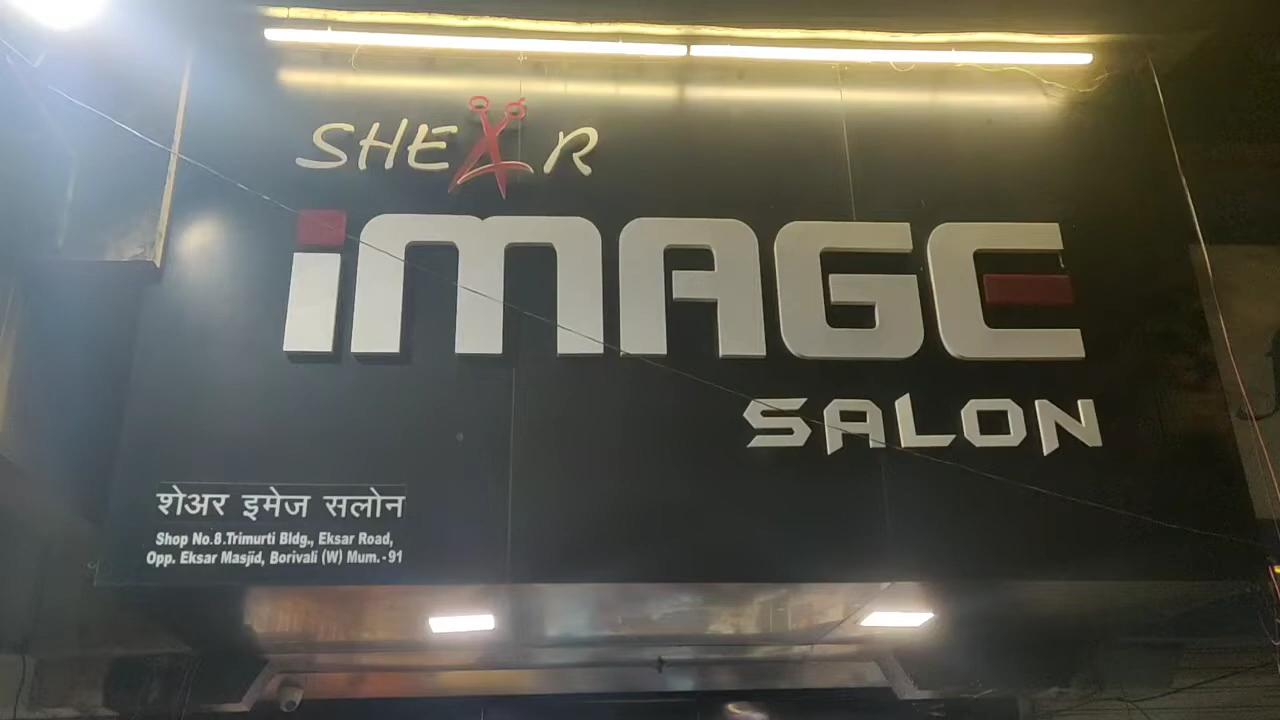 SHEAR
iMAGE
SALON
शेअर इमेज सलोन
Shop No.8.Trimurti Bldg., Eksar Road,
Opp. Eksar Masjid, Borivali (W) Mum.-91